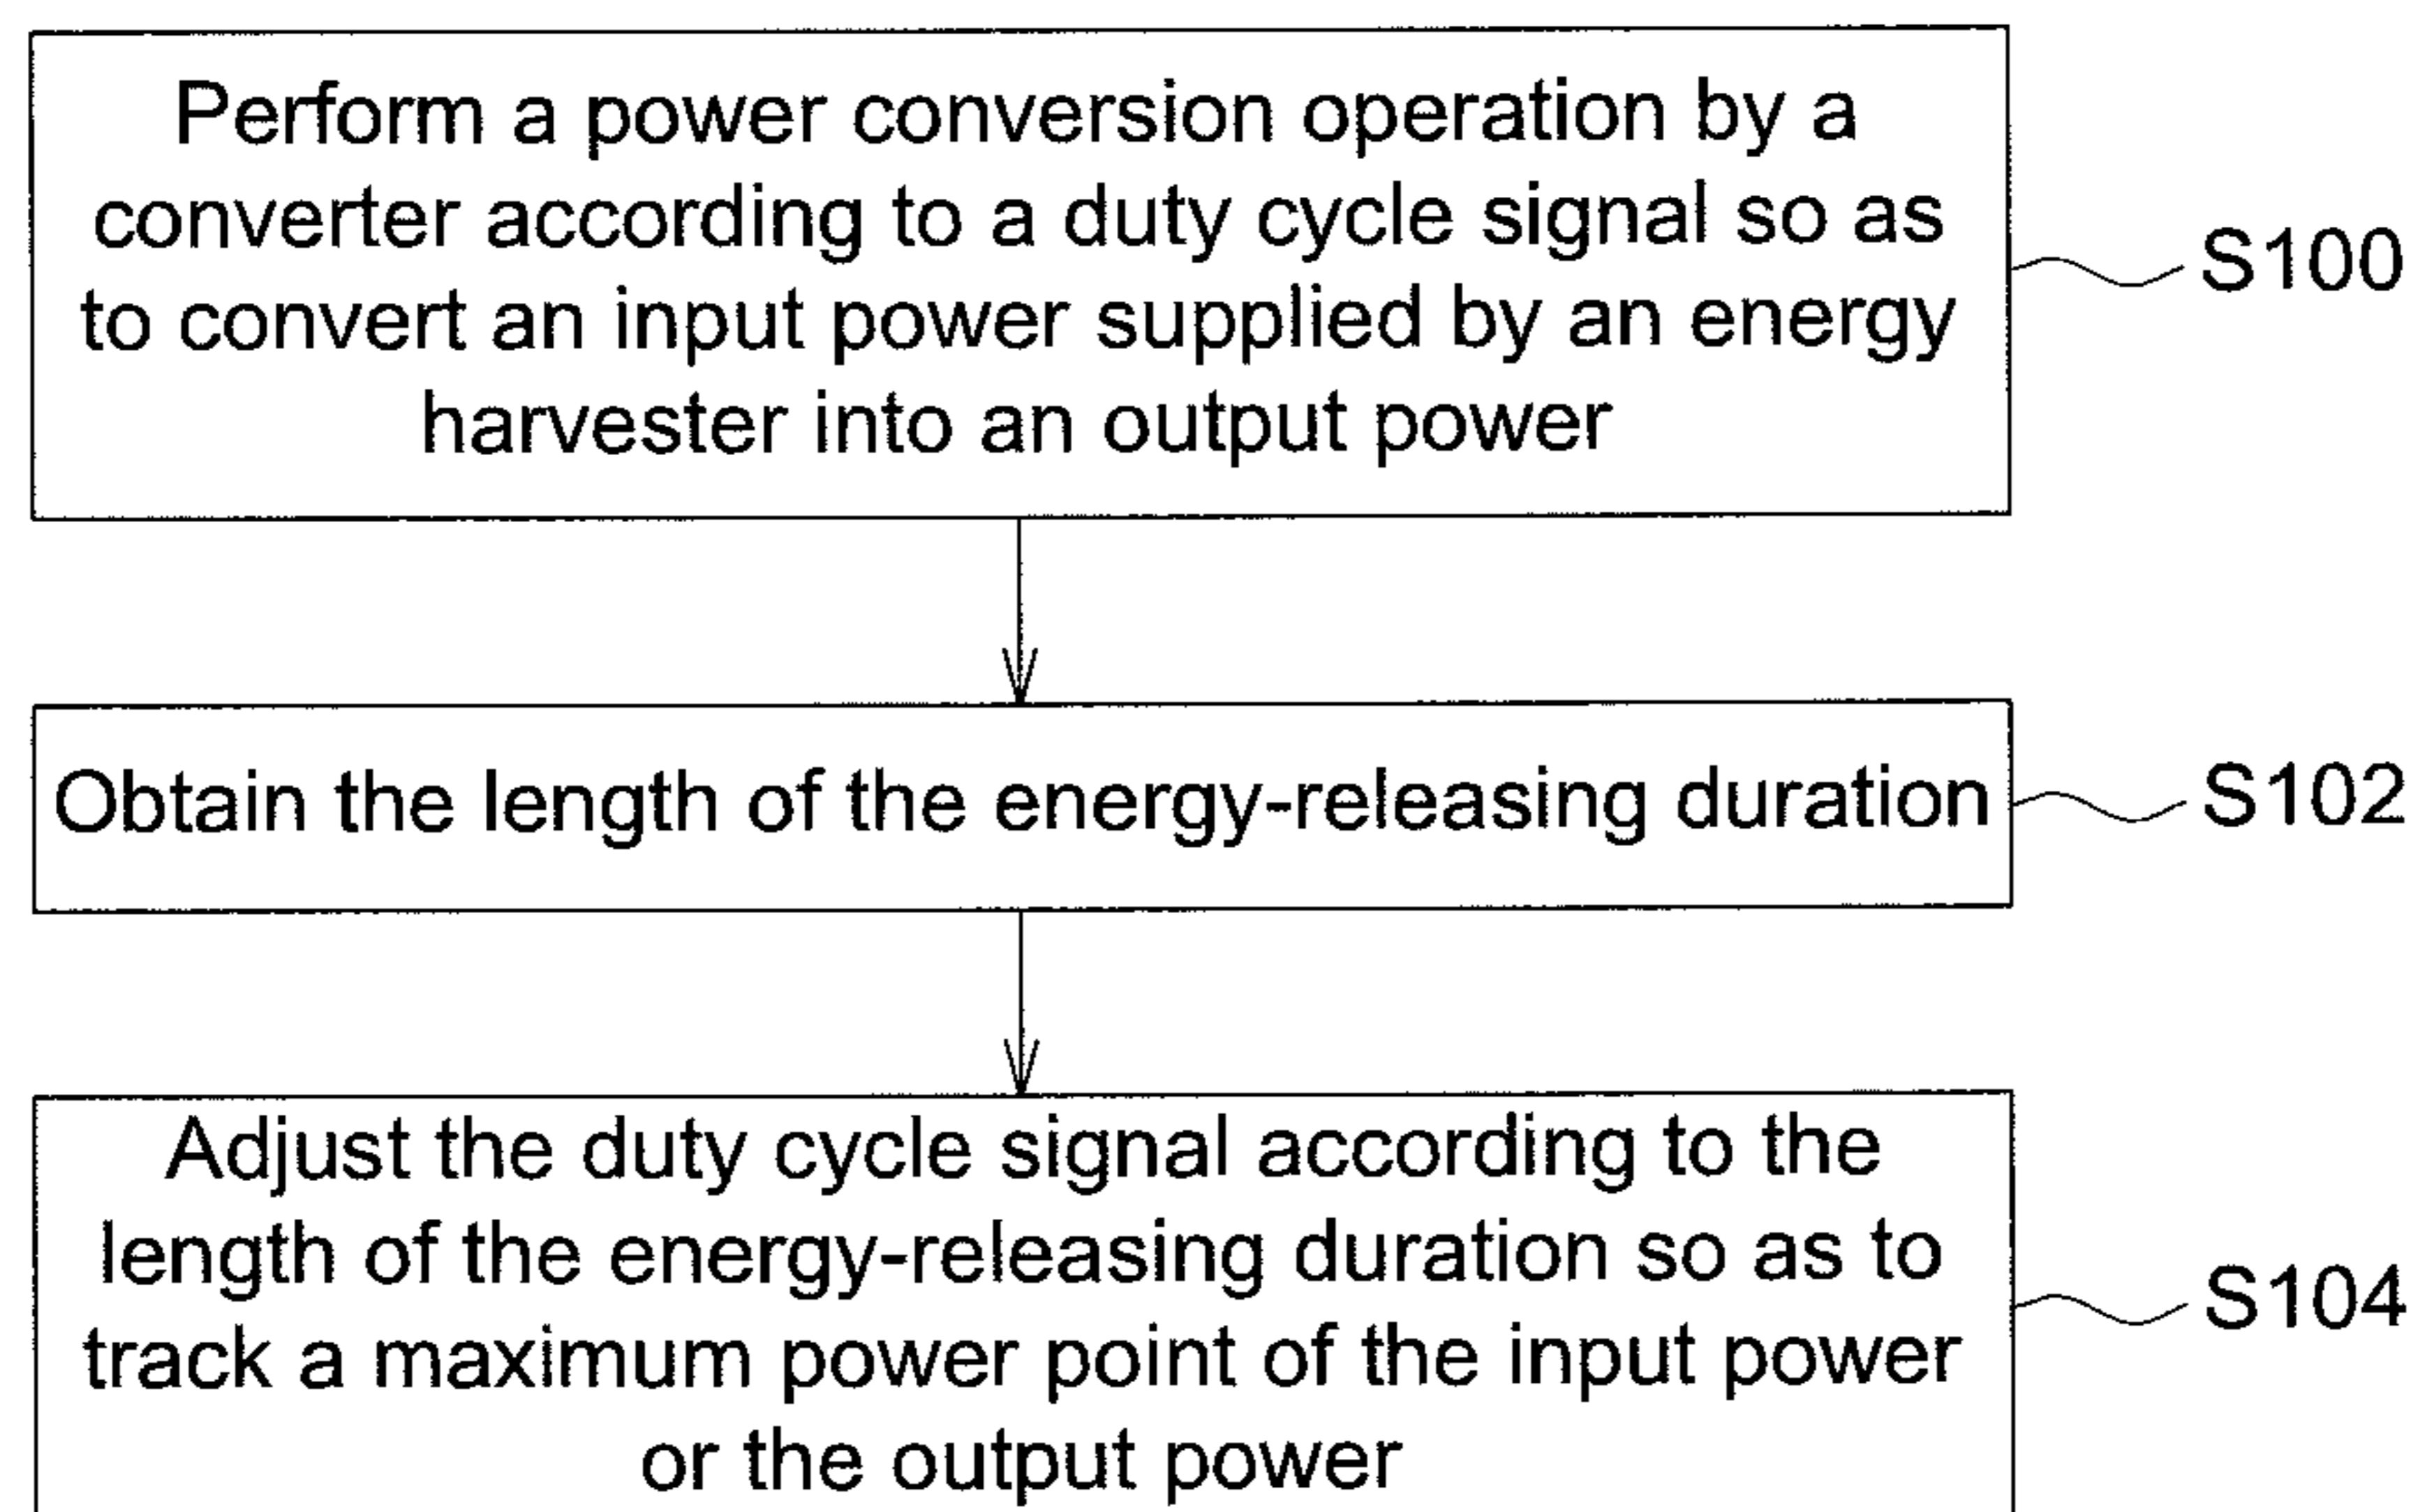 Perform a power conversion operation by a
converter according to a duty cycle signal so as
to convert an input power supplied by an energy
harvester into an output power
S100
Obtain the length of the energy-releasing duration
S102
Adjust the duty cycle signal according to the
length of the energy-releasing duration so as to
track a maximum power point of the input power
or the output power
S104